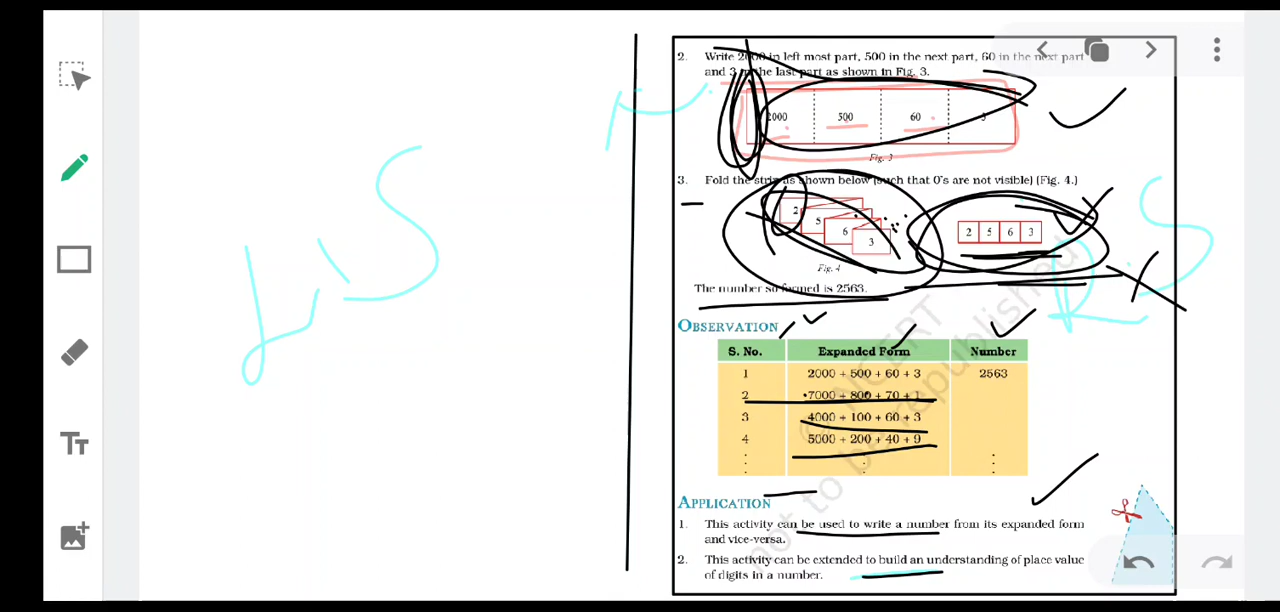 2. Write 2000 in left most part, 500 in the next part, 60 in the next part
and 3 in the last part as shown in Fig. 3.
2000 500 60 3
Fig. 3
3. Fold the strip as shown below (such that 0's are not visible) (Fig. 4.)
2 5 6 3
2 5 6 3
Fig. 4
The number so formed is 2563.
OBSERVATION
S. No. Expanded Form Number
1 2000 + 500 + 60 + 3 2563
2 7000 + 800 + 70 + 1
3 4000 + 100 + 60 + 3
4 5000 + 200 + 40 + 9
APPLICATION
1. This activity can be used to write a number from its expanded form
and vice-versa.
2. This activity can be extended to build an understanding of place value
of digits in a number.
© NCERT
not to be republished
R.S
Tт